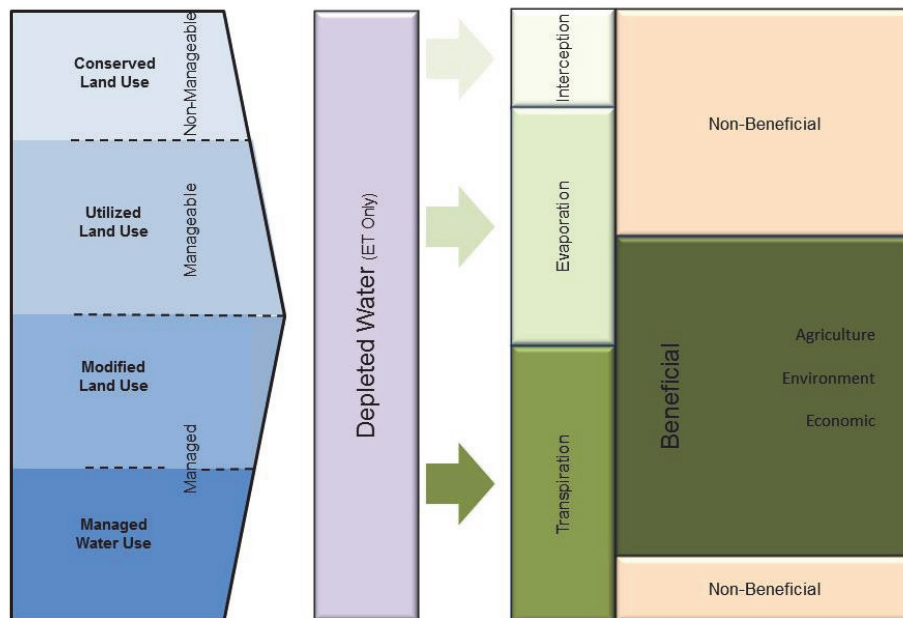 Conserved
Land Use
Non-Manageable
Utilized
Land Use
Manageable
Modified
Land Use
Managed
Managed
Water Use
Depleted Water (ET Only)
Interception
Evaporation
Transpiration
Non-Beneficial
Beneficial
Agriculture
Environment
Economic
Non-Beneficial